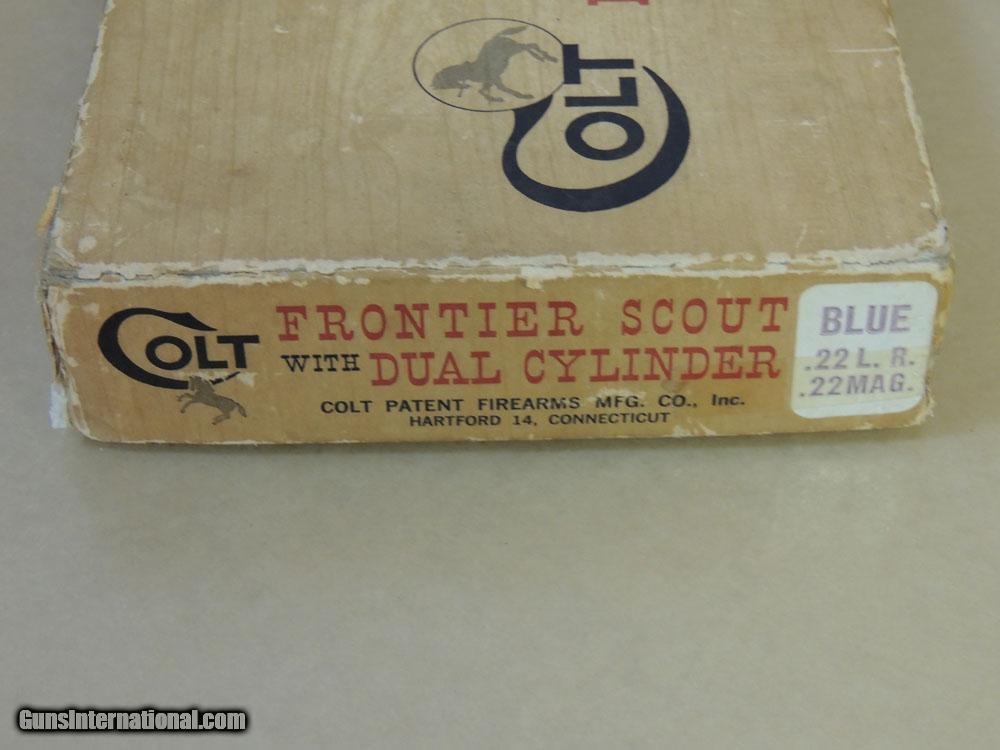 COLT
COLT
FRONTIER SCOUT
WITH DUAL CYLINDER
COLT PATENT FIREARMS MFG. CO., Inc.
HARTFORD 14, CONNECTICUT
BLUE
.22 L. R.
.22 MAG.
GunsInternational.com